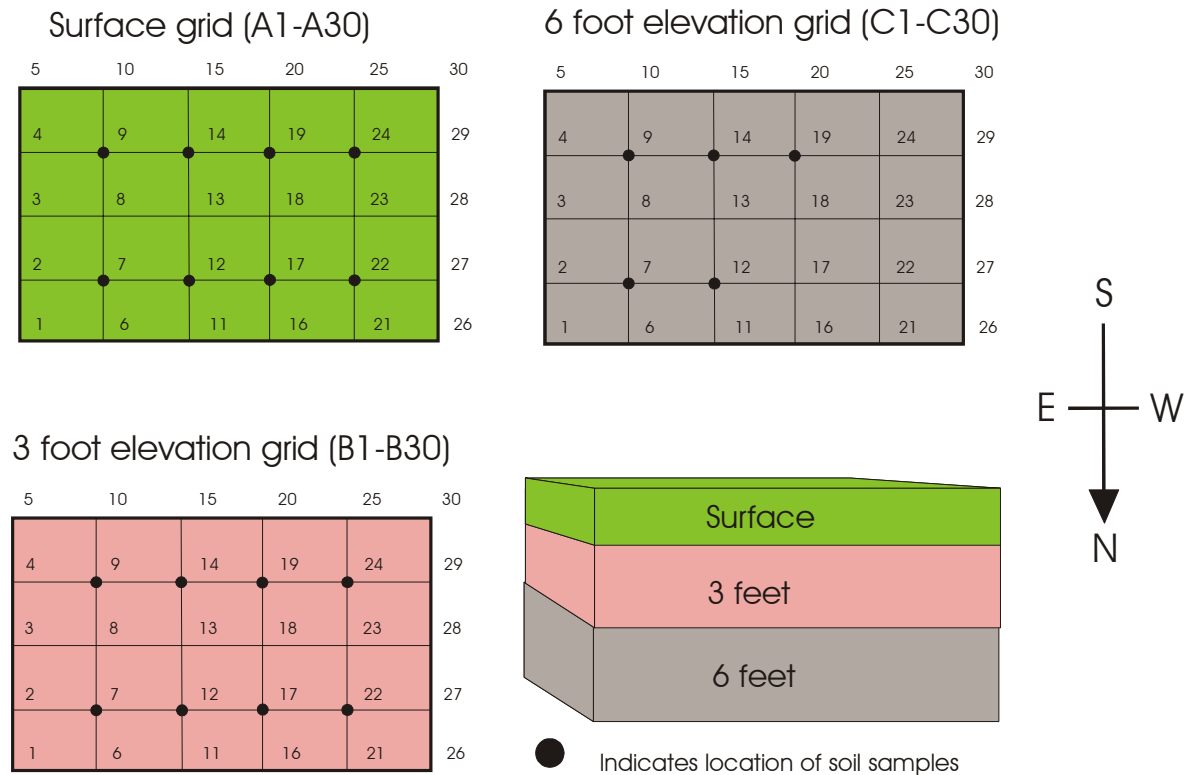 Surface grid (A1-A30)
5 10 15 20 25 30
4 9 14 19 24 29
3 8 13 18 23 28
2 7 12 17 22 27
1 6 11 16 21 26
6 foot elevation grid (C1-C30)
5 10 15 20 25 30
4 9 14 19 24 29
3 8 13 18 23 28
2 7 12 17 22 27
1 6 11 16 21 26
S
E W
N
3 foot elevation grid (B1-B30)
5 10 15 20 25 30
4 9 14 19 24 29
3 8 13 18 23 28
2 7 12 17 22 27
1 6 11 16 21 26
Surface
3 feet
6 feet
Indicates location of soil samples